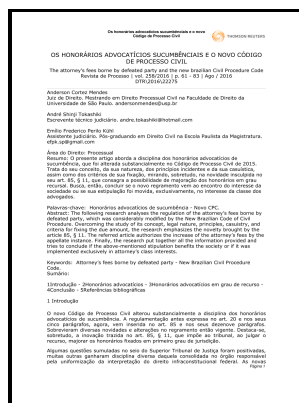 Os honorários advocatícios sucumbênciais e o novo
Código de Processo Civil
THOMSON REUTERS
OS HONORÁRIOS ADVOCATÍCIOS SUCUMBÊNCIAIS E O NOVO CÓDIGO
DE PROCESSO CIVIL
The attorney's fees borne by defeated party and the new brazilian Civil Procedure Code
Revista de Processo | vol. 258/2016 | p. 61 - 83 | Ago / 2016
DTR\2016\22275
Anderson Cortez Mendes
Juiz de Direito. Mestrando em Direito Processual Civil na Faculdade de Direito da
Universidade de São Paulo. andersonmendes@usp.br
André Shinji Tokashiki
Escrevente técnico judiciário. andre.tokashiki@hotmail.com
Emilio Frederico Perilo Kühl
Assistente judiciário. Pós-graduando em Direito na Escola Paulista da Magistratura.
efpk.sp@gmail.com
Área do Direito: Processual
Resumo: O presente artigo aborda a disciplina dos honorários advocatícios de
sucumbência, que foi alterada substancialmente no Código de Processo Civil de 2015.
Trata do seu conceito, da sua natureza, dos princípios incidentes e da sua casuística,
assim como dos critérios de sua fixação, mirando, sobretudo, na novidade insculpida no
seu art. 85, § 11, que consagra a possibilidade de majoração dos honorários em grau
recursal. Busca, então, concluir se o novo regramento vem ao encontro do interesse da
sociedade ou se sua estipulação foi movida, exclusivamente, no interesse da classe dos
advogados.
Palavras-chave: Honorários advocatícios de sucumbência - Novo CPC.
Abstract: The following research analyses the regulation of the attorney's fees borne by
defeated party, which was considerably modified by the New Brazilian Code of Civil
Procedure. Overcoming the study of its concept, legal nature, principles, casuistry, and
criteria for fixing the due amount, the research emphasizes the novelty brought by the
article 85, § 11. The referred article authorizes the increase of the attorney's fees by the
appellate instance. Finally, the research put together all the information provided and
tries to conclude if the above-mentioned stipulation benefits the society or if it was
implemented exclusively in attorney's class interests.
Keywords: Attorney's fees borne by defeated party - New Brazilian Civil Procedure
Code.
Sumário:
1Introdução - 2Honorários advocatícios - 3Honorários advocatícios em grau de recurso -
4Conclusão - 5Referências bibliográficas
1 Introdução
O novo Código de Processo Civil alterou substancialmente a disciplina dos honorários
advocatícios de sucumbência. A regulamentação antes expressa no art. 20 e nos seus
cinco parágrafos, agora, vem inserida no art. 85 e nos seus dezenove parágrafos.
Sobrevieram diversas novidades e alterações no regramento então vigente. Destaca-se,
sobretudo, a inovação trazida no art. 85, § 11, que impõe ao tribunal, ao julgar o
recurso, majorar os honorários fixados em primeiro grau de jurisdição.
Algumas questões sumuladas no seio do Superior Tribunal de Justiça foram positivadas,
muitas outras ganharam disciplina diversa daquela consolidada no órgão responsável
pela uniformização da interpretação do direito infraconstitucional federal. As novas
Página 1